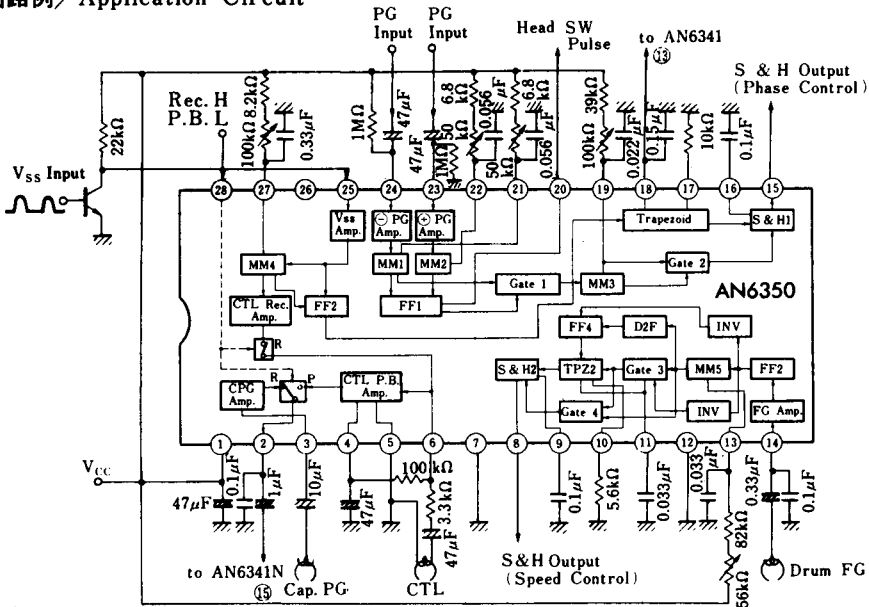 路例/ Application Circuit
PG
Input
PG
Input
Head SW
Pulse
to AN6341
⑬
S & H Output
(Phase Control)
Rec. H
P.B. L
22kΩ
8.2kΩ
100kΩ
0.33μF
1MΩ
47μF
47μF
1MΩ
6.8
kΩ
50
kΩ
0.056
μF
6.8
kΩ
50
kΩ
0.056
μF
39kΩ
100kΩ
0.022μF
0.15μF
10kΩ
0.1μF
VSS Input
28
27
26
25
24
23
22
21
20
19
18
17
16
15
Vss
Amp.
⊖ PG
Amp.
⊕ PG
Amp.
Trapezoid
S & H1
MM4
MM1
MM2
Gate 1
MM3
Gate 2
AN6350
CTL Rec.
Amp.
FF2
FF1
R
FF4
D2F
INV
CPG
Amp.
R
P
CTL P.B.
Amp.
S & H2
TPZ2
Gate 3
MM5
FF2
Gate 4
INV
FG Amp.
1
2
3
4
5
6
7
8
9
10
11
12
13
14
VCC
47μF
0.1μF
1μF
10μF
47μF
100kΩ
3.3kΩ
47μF
0.1μF
5.6kΩ
0.033μF
0.033
μF
82kΩ
56kΩ
0.33μF
0.1μF
to AN6341N
⑮
Cap. PG
CTL
S&H Output
(Speed Control)
Drum FG